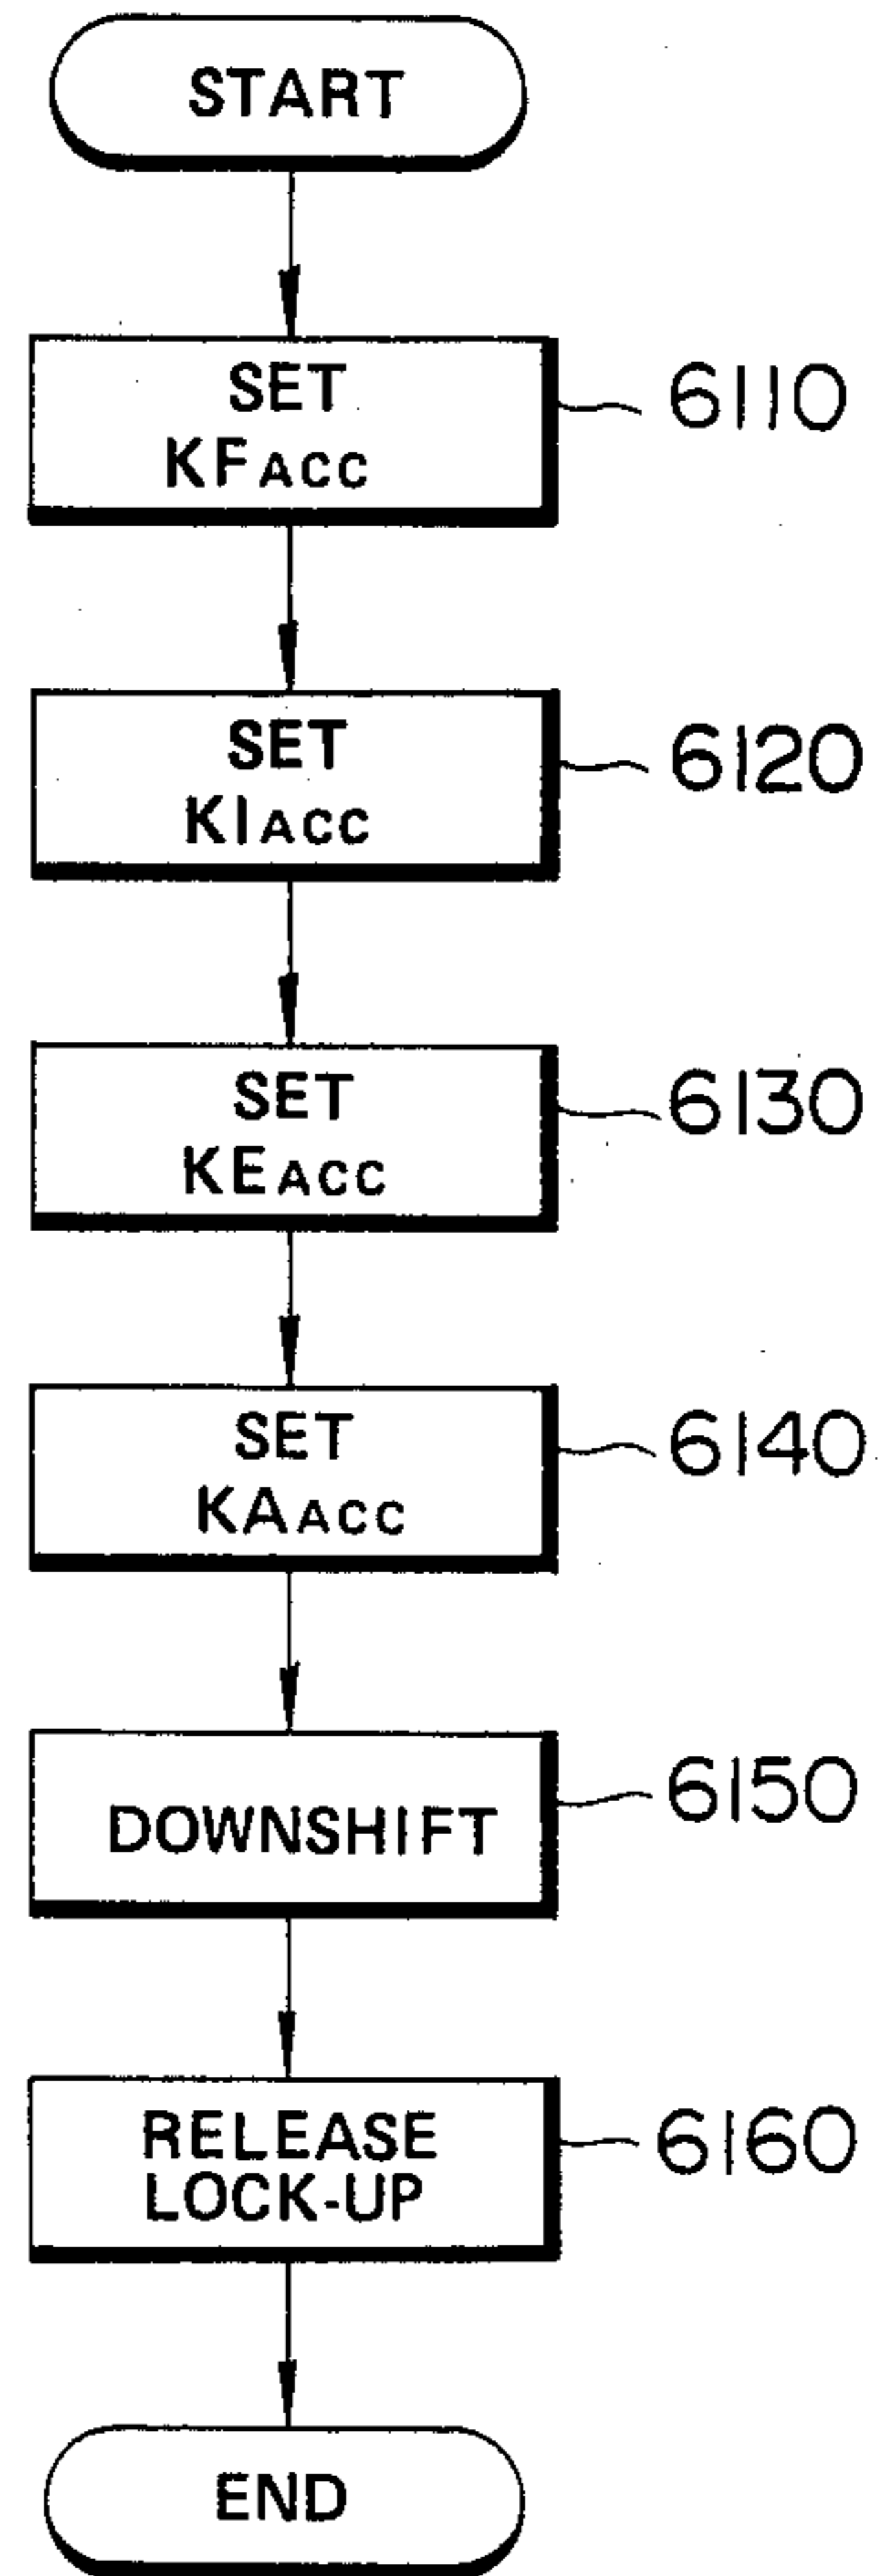 START
SET
KFACC
6110
SET
KIACC
6120
SET
KEACC
6130
SET
KAACC
6140
DOWNSHIFT
6150
RELEASE
LOCK-UP
6160
END